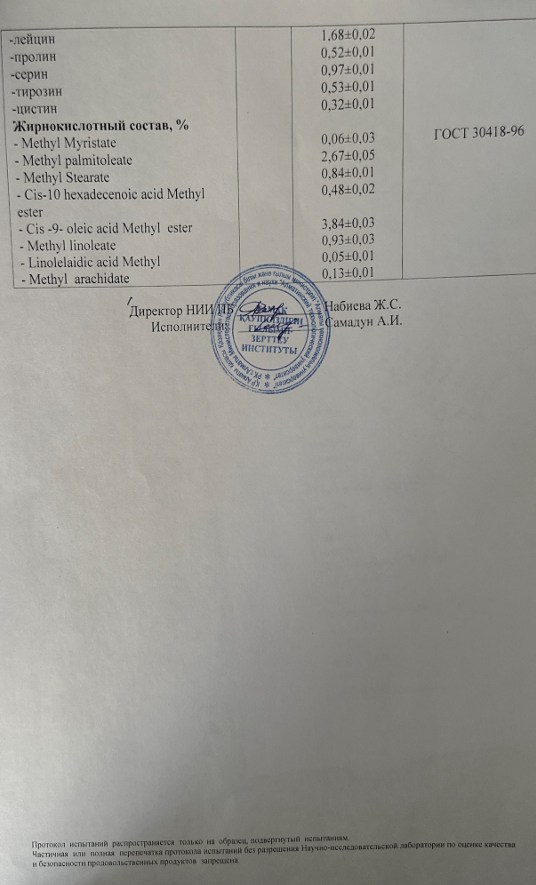 -лейцин 1,68±0,02
-пролин 0,52±0,01
-серин 0,97±0,01
-тирозин 0,53±0,01
-цистин 0,32±0,01
Жирнокислотный состав, % ГОСТ 30418-96
- Methyl Myristate 0,06±0,03
- Methyl palmitoleate 2,67±0,05
- Methyl Stearate 0,84±0,01
- Cis-10 hexadecenoic acid Methyl 0,48±0,02
ester
- Cis -9- oleic acid Methyl ester 3,84±0,03
- Methyl linoleate 0,93±0,03
- Linolelaidic acid Methyl 0,05±0,01
- Methyl arachidate 0,13±0,01
Директор НИИ ПБ Набиева Ж.С.
Исполнители Самадун А.И.
ҚАУІПСІЗДІГІ
ҒЫЛЫМИ-
ЗЕРТТЕУ
ИНСТИТУТЫ
Протокол испытаний распространяется только на образец, подвергнутый испытаниям.
Частичная или полная перепечатка протокола испытаний без разрешения Научно-исследовательской лаборатории по оценке качества
и безопасности продовольственных продуктов запрещена.